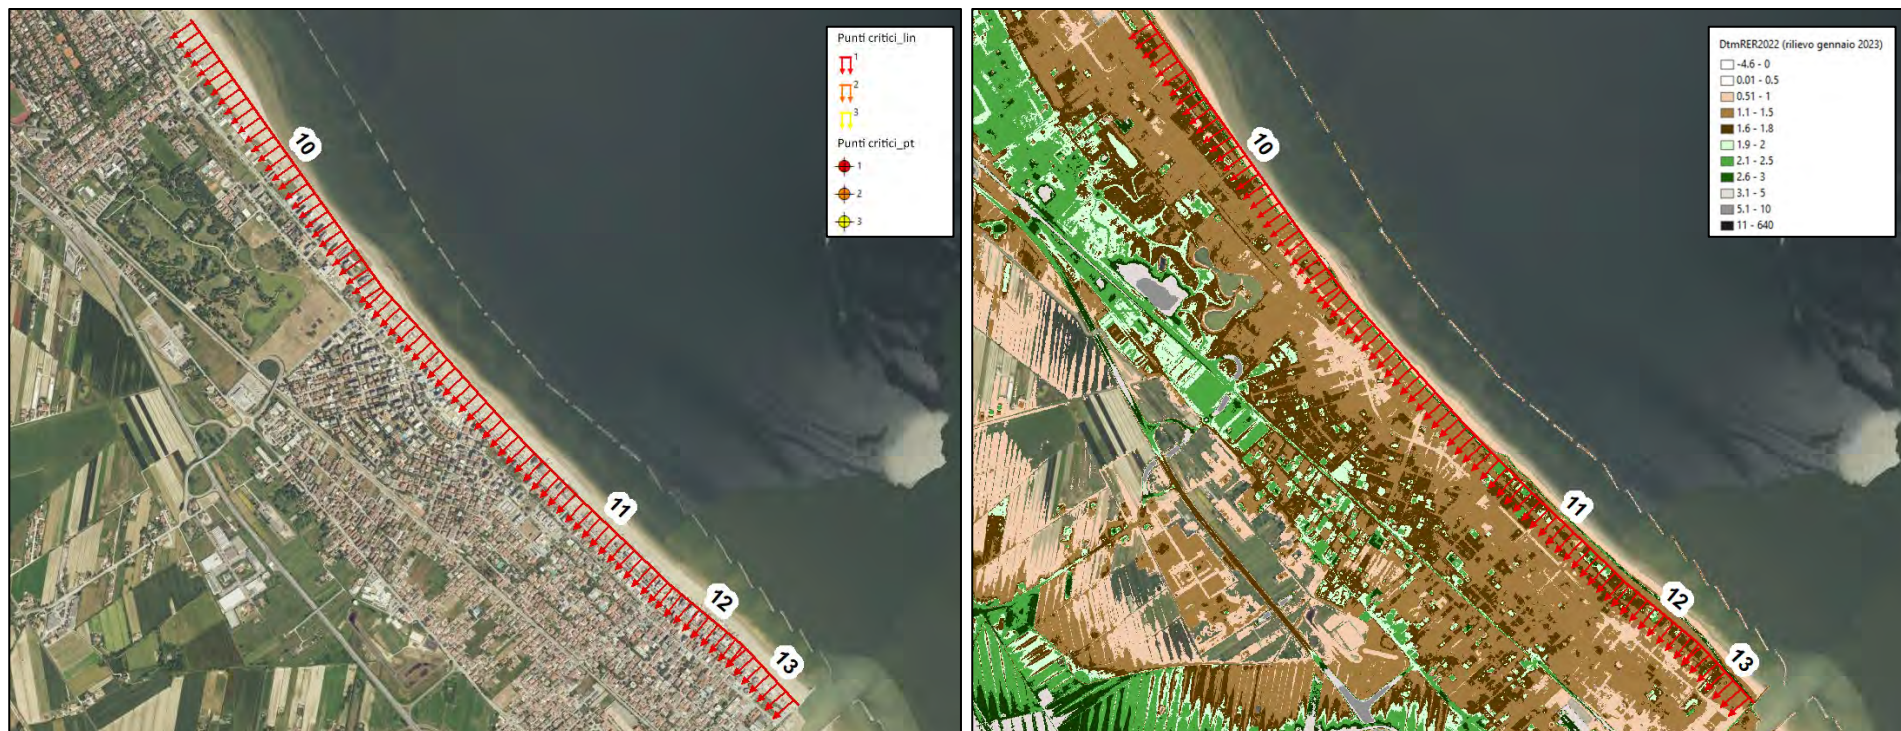 Punti critici_lin
1
2
3
Punti critici_pt
1
2
3
10
11
12
13
DtmRER2022 (rilievo gennaio 2023)
-4.6 - 0
0.01 - 0.5
0.51 - 1
1.1 - 1.5
1.6 - 1.8
1.9 - 2
2.1 - 2.5
2.6 - 3
3.1 - 5
5.1 - 10
11 - 640
10
11
12
13